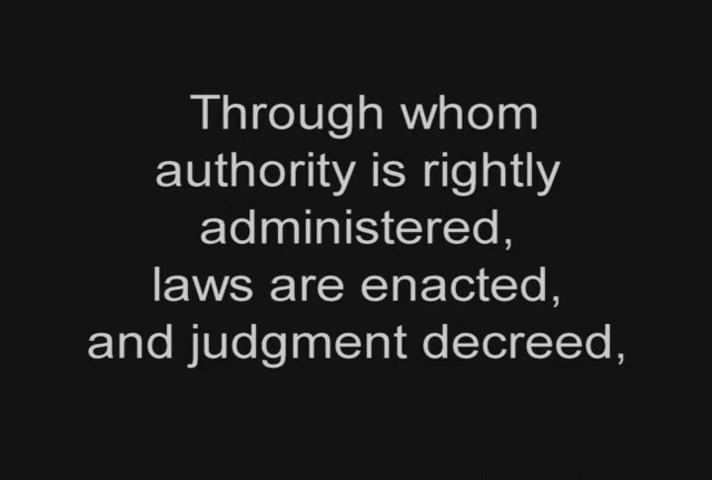 Through whom
authority is rightly
administered,
laws are enacted,
and judgment decreed,